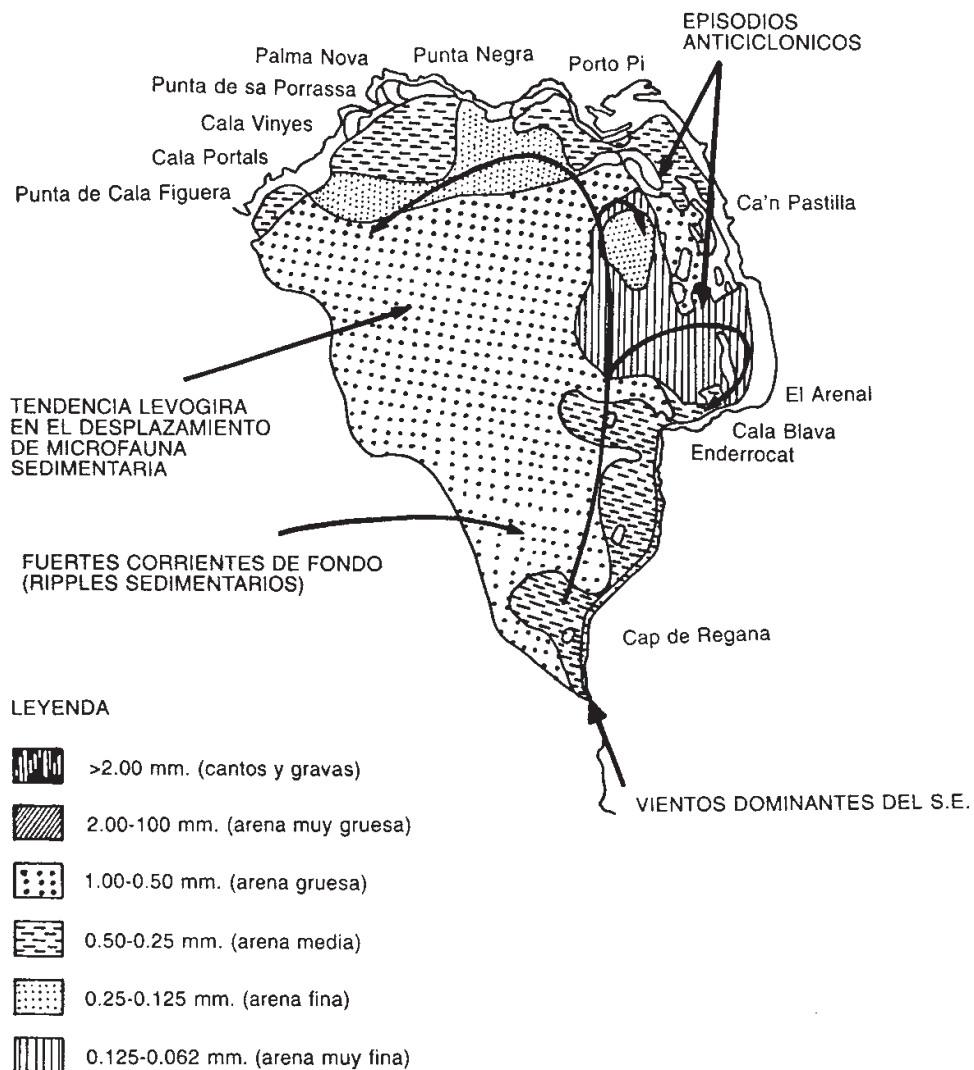 EPISODIOS
ANTICICLONICOS
Palma Nova
Punta Negra
Porto Pi
Punta de sa Porrassa
Cala Vinyes
Cala Portals
Punta de Cala Figuera
Ca'n Pastilla
TENDENCIA LEVOGIRA
EN EL DESPLAZAMIENTO
DE MICROFAUNA
SEDIMENTARIA
El Arenal
Cala Blava
Enderrocat
FUERTES CORRIENTES DE FONDO
(RIPPLES SEDIMENTARIOS)
Cap de Regana
VIENTOS DOMINANTES DEL S.E.
LEYENDA
>2.00 mm. (cantos y gravas)
2.00-100 mm. (arena muy gruesa)
1.00-0.50 mm. (arena gruesa)
0.50-0.25 mm. (arena media)
0.25-0.125 mm. (arena fina)
0.125-0.062 mm. (arena muy fina)